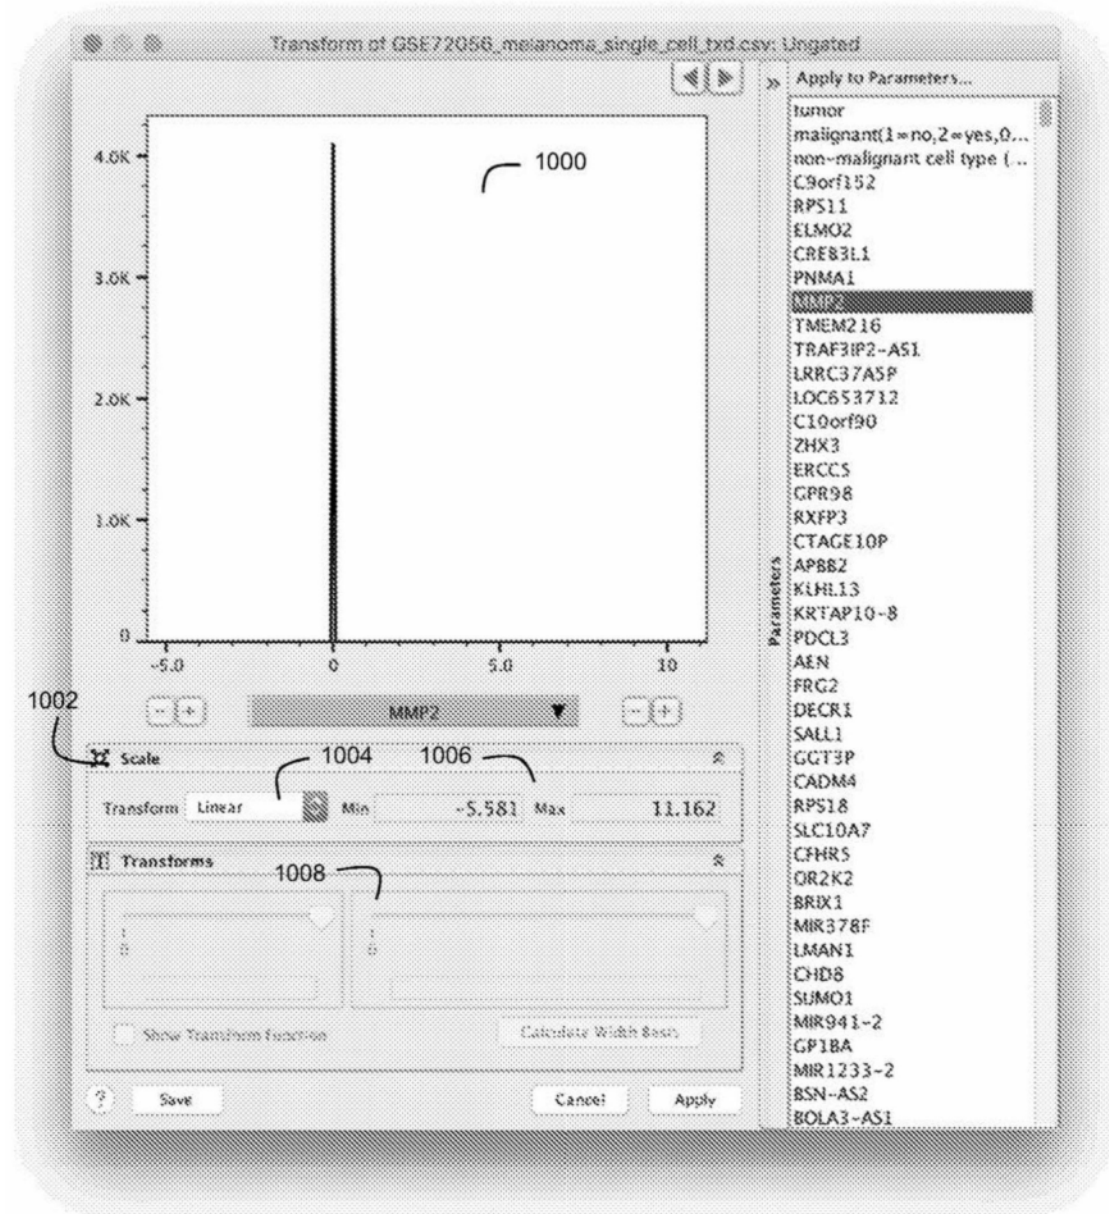 Transform of GSE72056_melanoma_single_cell_txd.csv: Ungated
Apply to Parameters...
4.0K
3.0K
2.0K
1.0K
0
-5.0 0 5.0 10
1000
MMP2
1002
Scale
1004
1006
Transform Linear Min -5.581 Max 11.162
Transforms
1008
1
0
1
0
Show Transform Function
Calculate Width Basis
? Save Cancel Apply
Parameters
tumor
malignant(1=no,2=yes,0...
non-malignant cell type (...
C9orf152
RPS11
ELMO2
CREB3L1
PNMA1
MMP2
TMEM216
TRAF3IP2-AS1
LRRC37A5P
LOC653712
C10orf90
ZHX3
ERCC5
GPR98
RXFP3
CTAGE10P
APBB2
KLHL13
KRTAP10-8
PDCL3
AEN
FRG2
DECR1
SALL1
GGT3P
CADM4
RPS18
SLC10A7
CFHR5
OR2K2
BRIX1
MIR378F
LMAN1
CHD8
SUMO1
MIR941-2
GP1BA
MIR1233-2
BSN-AS2
BOLA3-AS1